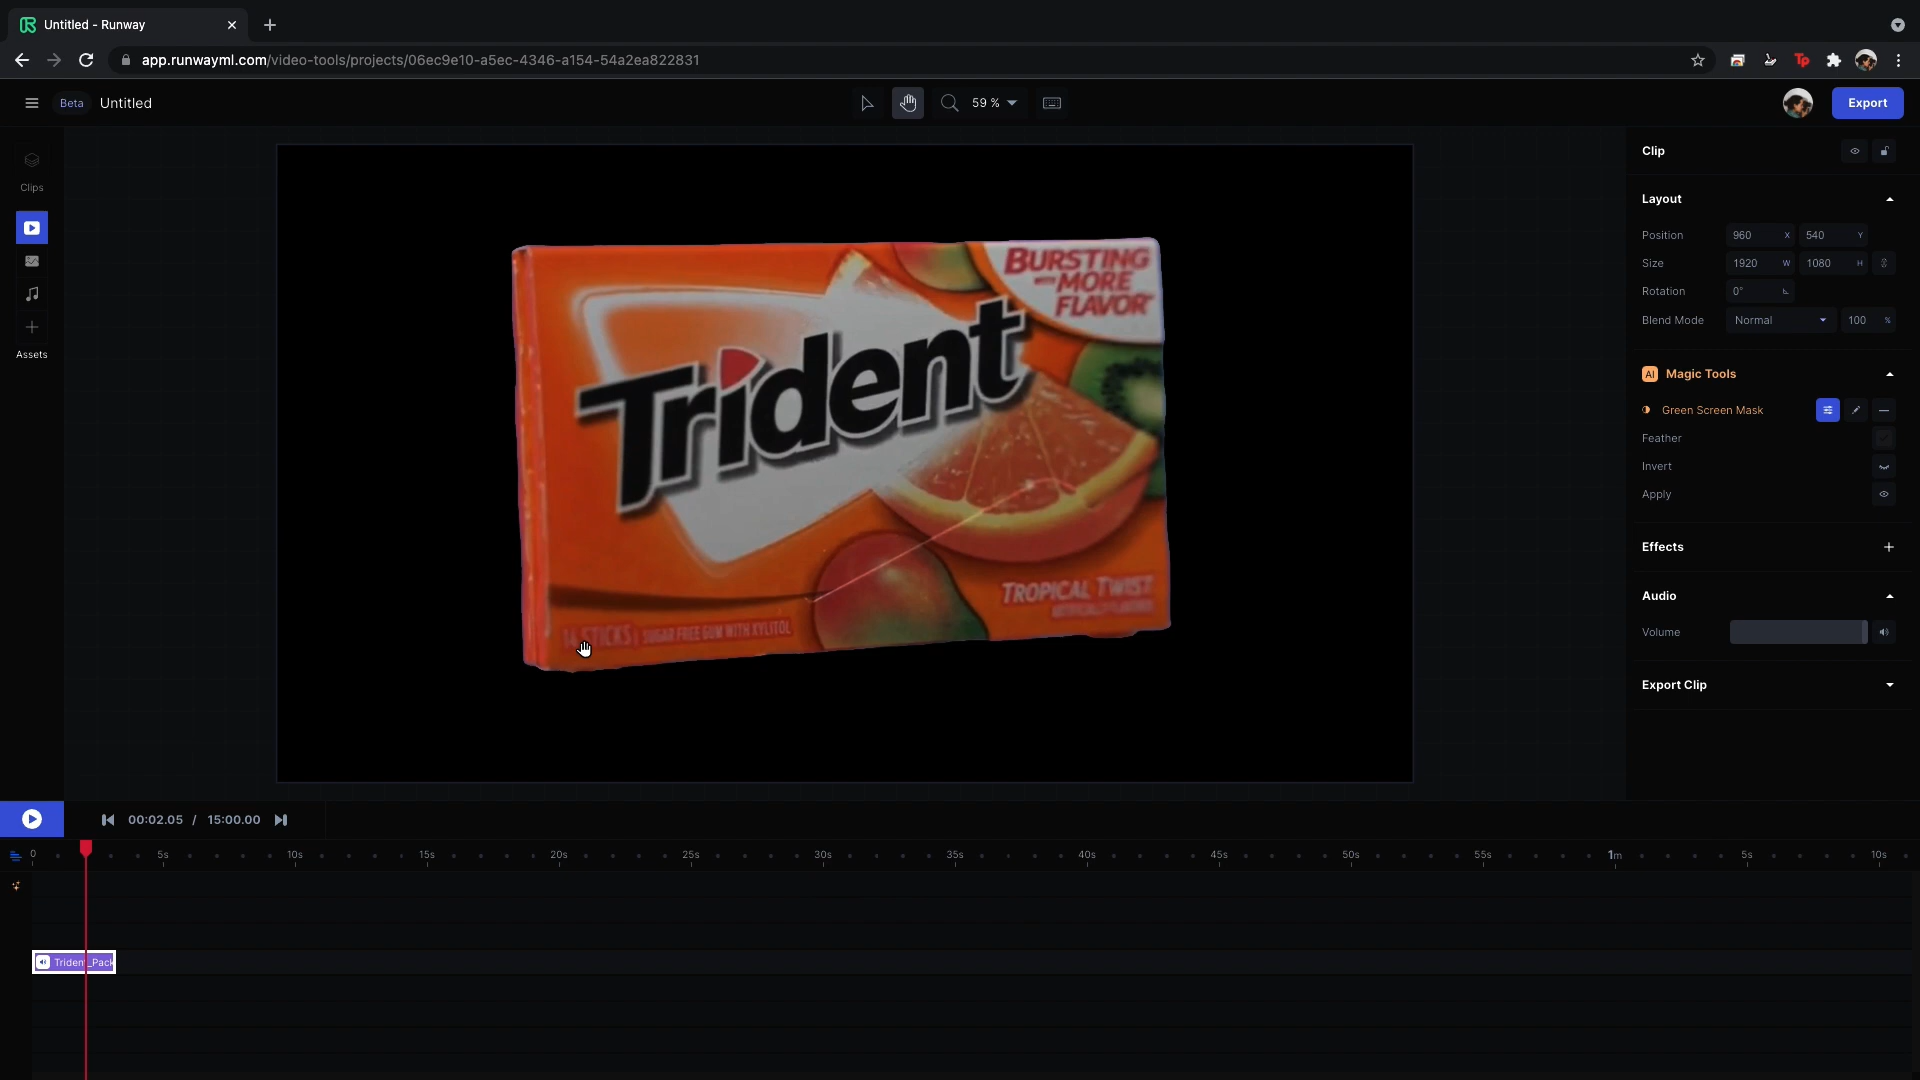 Untitled - Runway
app.runwayml.com/video-tools/projects/06ec9e10-a5ec-4346-a154-54a2ea822831
Tp
Beta Untitled
59 %
Export
Clips
Assets
BURSTING
WITH MORE
FLAVOR
Trident
TROPICAL TWIST
14 STICKS | SUGAR FREE GUM WITH XYLITOL
Clip
Layout
Position 960 X 540 Y
Size 1920 W 1080 H
Rotation 0°
Blend Mode Normal 100 %
AI Magic Tools
Green Screen Mask
Feather
Invert
Apply
Effects
Audio
Volume
Export Clip
00:02.05 / 15:00.00
0 5s 10s 15s 20s 25s 30s 35s 40s 45s 50s 55s 1m 5s 10s
Trident_Pack